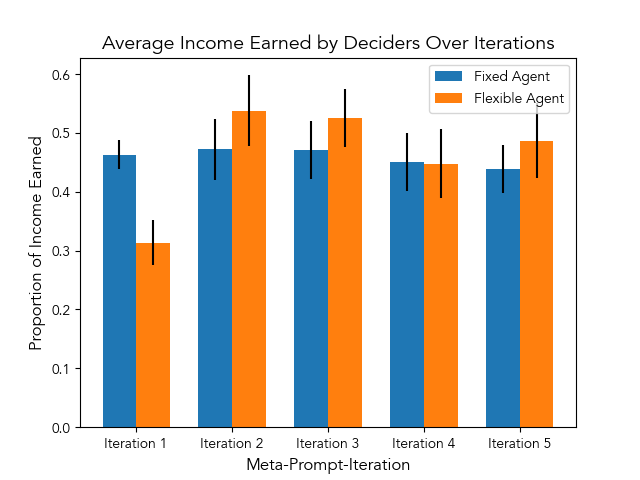 Average Income Earned by Deciders Over Iterations
Fixed Agent
Flexible Agent
Proportion of Income Earned
0.6
0.5
0.4
0.3
0.2
0.1
0.0
Iteration 1
Iteration 2
Iteration 3
Iteration 4
Iteration 5
Meta-Prompt-Iteration